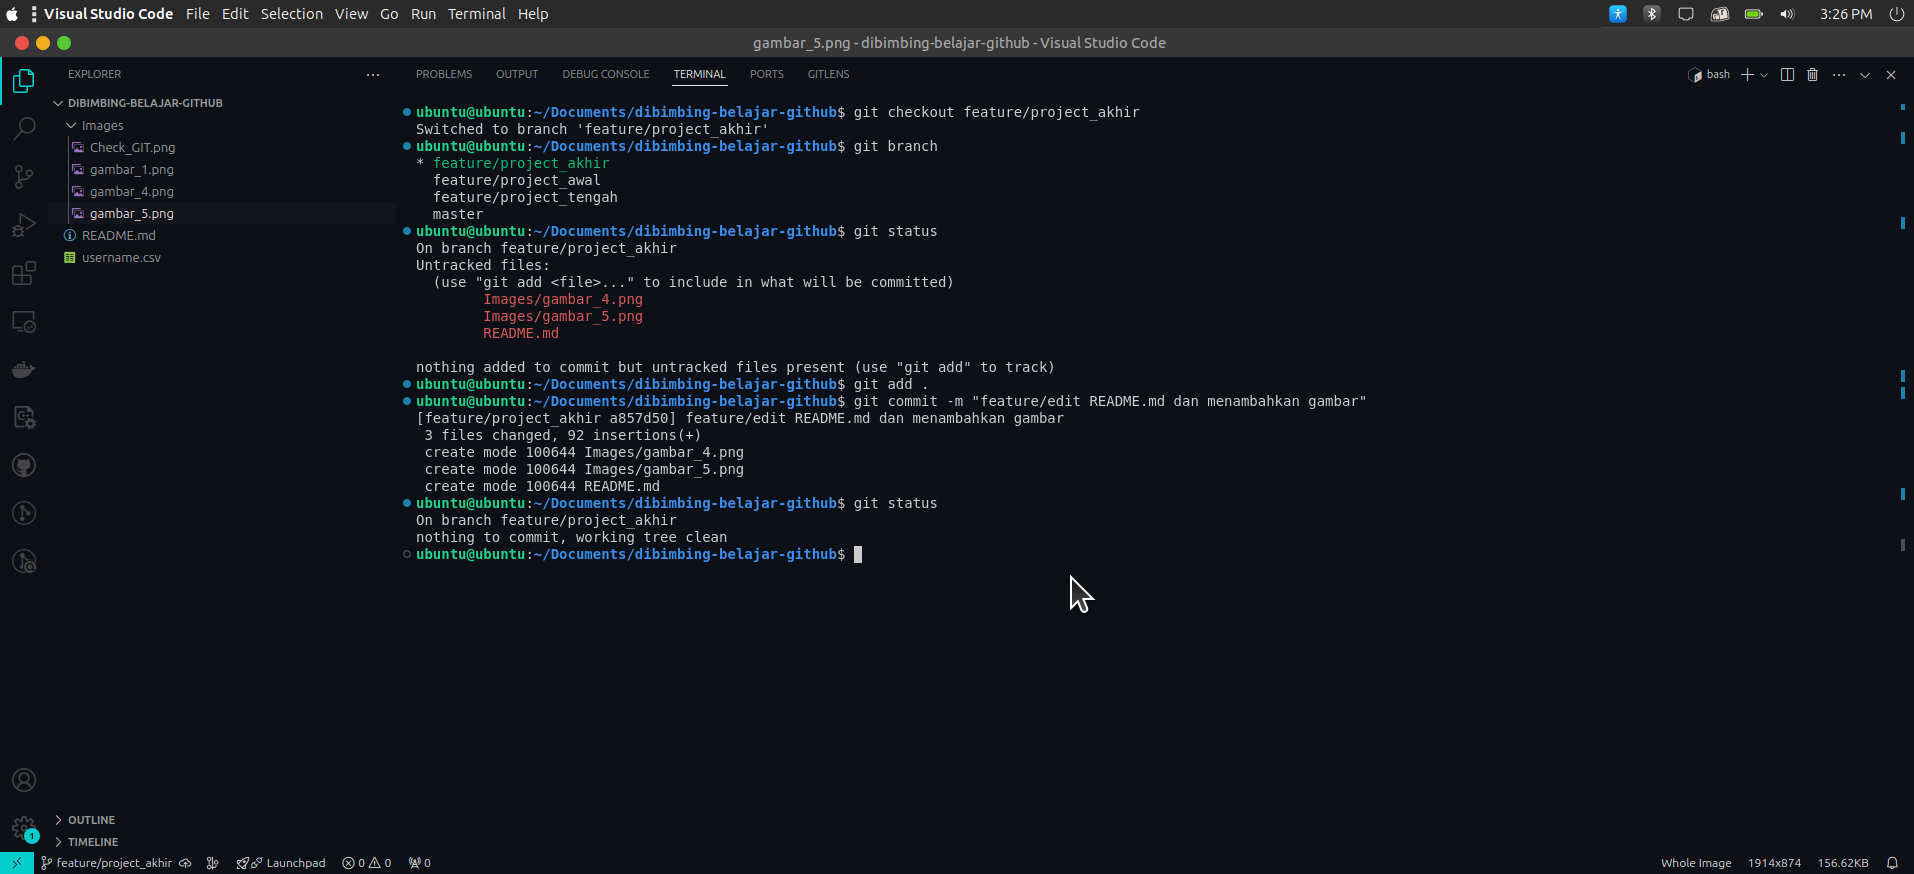 Visual Studio Code File Edit Selection View Go Run Terminal Help 3:26 PM
gambar_5.png - dibimbing-belajar-github - Visual Studio Code
EXPLORER
DIBIMBING-BELAJAR-GITHUB
Images
Check_GIT.png
gambar_1.png
gambar_4.png
gambar_5.png
README.md
username.csv
OUTLINE
TIMELINE
PROBLEMS OUTPUT DEBUG CONSOLE TERMINAL PORTS GITLENS bash
ubuntu@ubuntu:~/Documents/dibimbing-belajar-github$ git checkout feature/project_akhir
Switched to branch 'feature/project_akhir'
ubuntu@ubuntu:~/Documents/dibimbing-belajar-github$ git branch
* feature/project_akhir
feature/project_awal
feature/project_tengah
master
ubuntu@ubuntu:~/Documents/dibimbing-belajar-github$ git status
On branch feature/project_akhir
Untracked files:
(use "git add <file>..." to include in what will be committed)
Images/gambar_4.png
Images/gambar_5.png
README.md
nothing added to commit but untracked files present (use "git add" to track)
ubuntu@ubuntu:~/Documents/dibimbing-belajar-github$ git add .
ubuntu@ubuntu:~/Documents/dibimbing-belajar-github$ git commit -m "feature/edit README.md dan menambahkan gambar"
[feature/project_akhir a857d50] feature/edit README.md dan menambahkan gambar
3 files changed, 92 insertions(+)
create mode 100644 Images/gambar_4.png
create mode 100644 Images/gambar_5.png
create mode 100644 README.md
ubuntu@ubuntu:~/Documents/dibimbing-belajar-github$ git status
On branch feature/project_akhir
nothing to commit, working tree clean
ubuntu@ubuntu:~/Documents/dibimbing-belajar-github$
1
feature/project_akhir Launchpad 0 0 0 Whole Image 1914x874 156.62KB